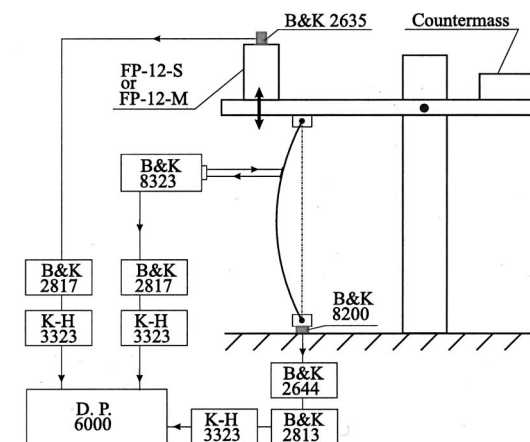 B&K 2635
Countermass
FP-12-S
or
FP-12-M
B&K
8323
B&K
8200
B&K
2817
B&K
2817
K-H
3323
K-H
3323
B&K
2644
D. P.
6000
K-H
3323
B&K
2813